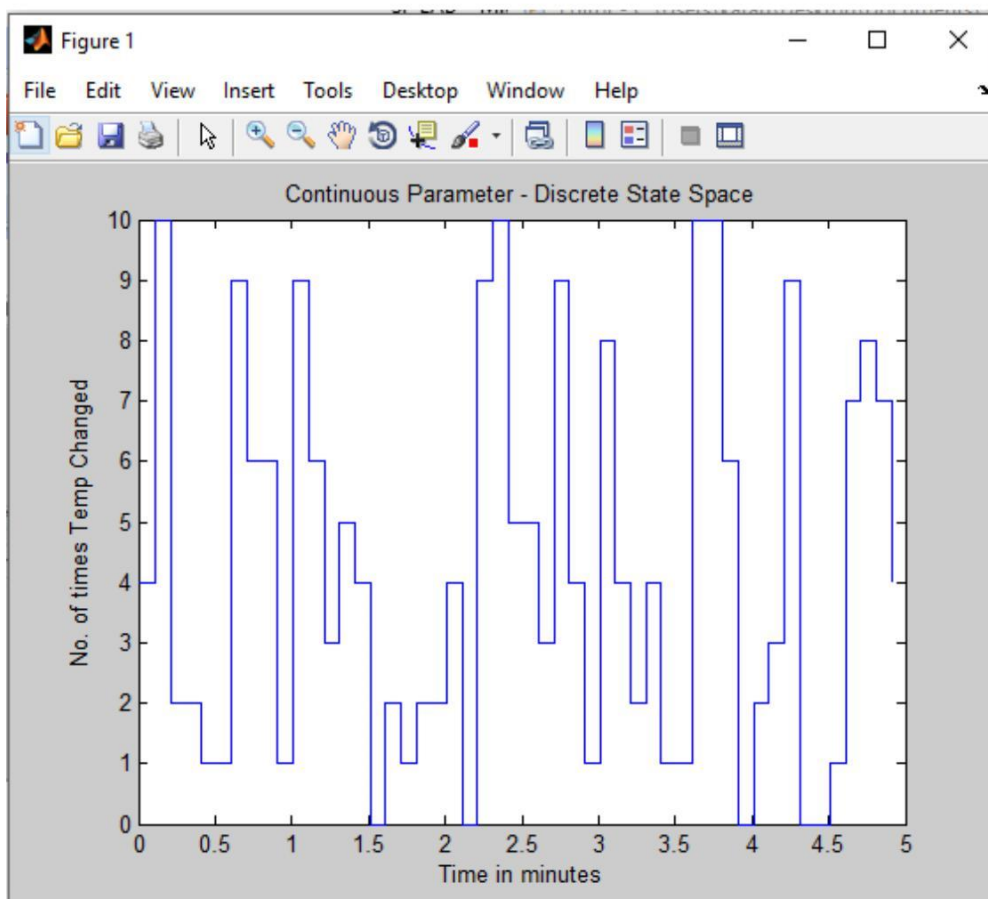 Figure 1
File Edit View Insert Tools Desktop Window Help
Continuous Parameter - Discrete State Space
10
9
8
7
6
5
4
3
2
1
0
No. of times Temp Changed
0 0.5 1 1.5 2 2.5 3 3.5 4 4.5 5
Time in minutes